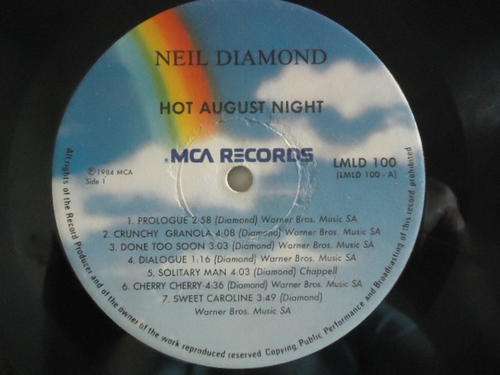 NEIL DIAMOND
HOT AUGUST NIGHT
MCA RECORDS
℗ 1984 MCA
Side 1
LMLD 100
(LMLD 100 - A)
1. PROLOGUE 2:58 (Diamond) Warner Bros. Music SA
2. CRUNCHY GRANOLA 4:08 (Diamond) Warner Bros. Music SA
3. DONE TOO SOON 3:03 (Diamond) Warner Bros. Music SA
4. DIALOGUE 1:16 (Diamond) Warner Bros. Music SA
5. SOLITARY MAN 4:03 (Diamond) Chappell
6. CHERRY CHERRY 4:36 (Diamond) Warner Bros. Music SA
7. SWEET CAROLINE 3:49 (Diamond)
Warner Bros. Music SA
All rights of the Record Producer and of the owner of the work reproduced reserved. Copying, Public Performance and Broadcasting of this record prohibited